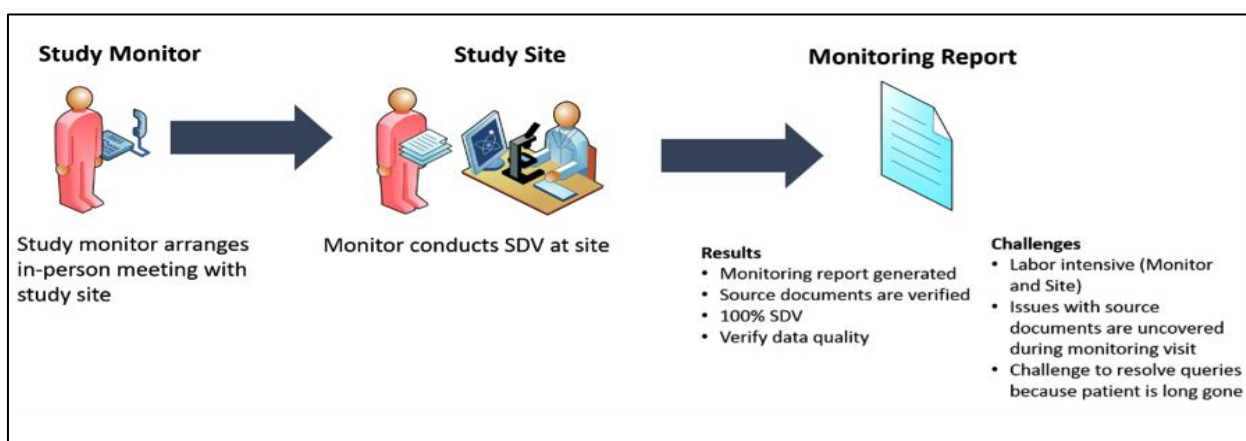 Study Monitor
Study monitor arranges
in-person meeting with
study site
Study Site
Monitor conducts SDV at site
Monitoring Report
Results
• Monitoring report generated
• Source documents are verified
• 100% SDV
• Verify data quality
Challenges
• Labor intensive (Monitor
and Site)
• Issues with source
documents are uncovered
during monitoring visit
• Challenge to resolve queries
because patient is long gone